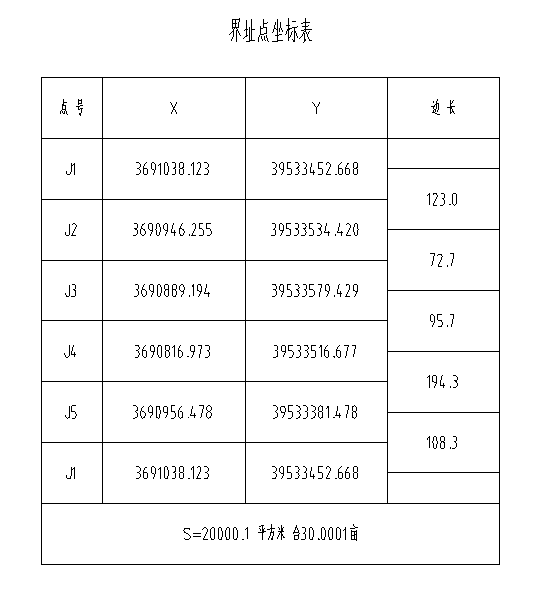 界址点坐标表
点 号 X Y 边 长
J1 3691038.123 39533452.668
123.0
J2 3690946.255 39533534.420
72.7
J3 3690889.194 39533579.429
95.7
J4 3690816.973 39533516.677
194.3
J5 3690956.478 39533381.478
108.3
J1 3691038.123 39533452.668
S=20000.1 平方米 合30.0001亩